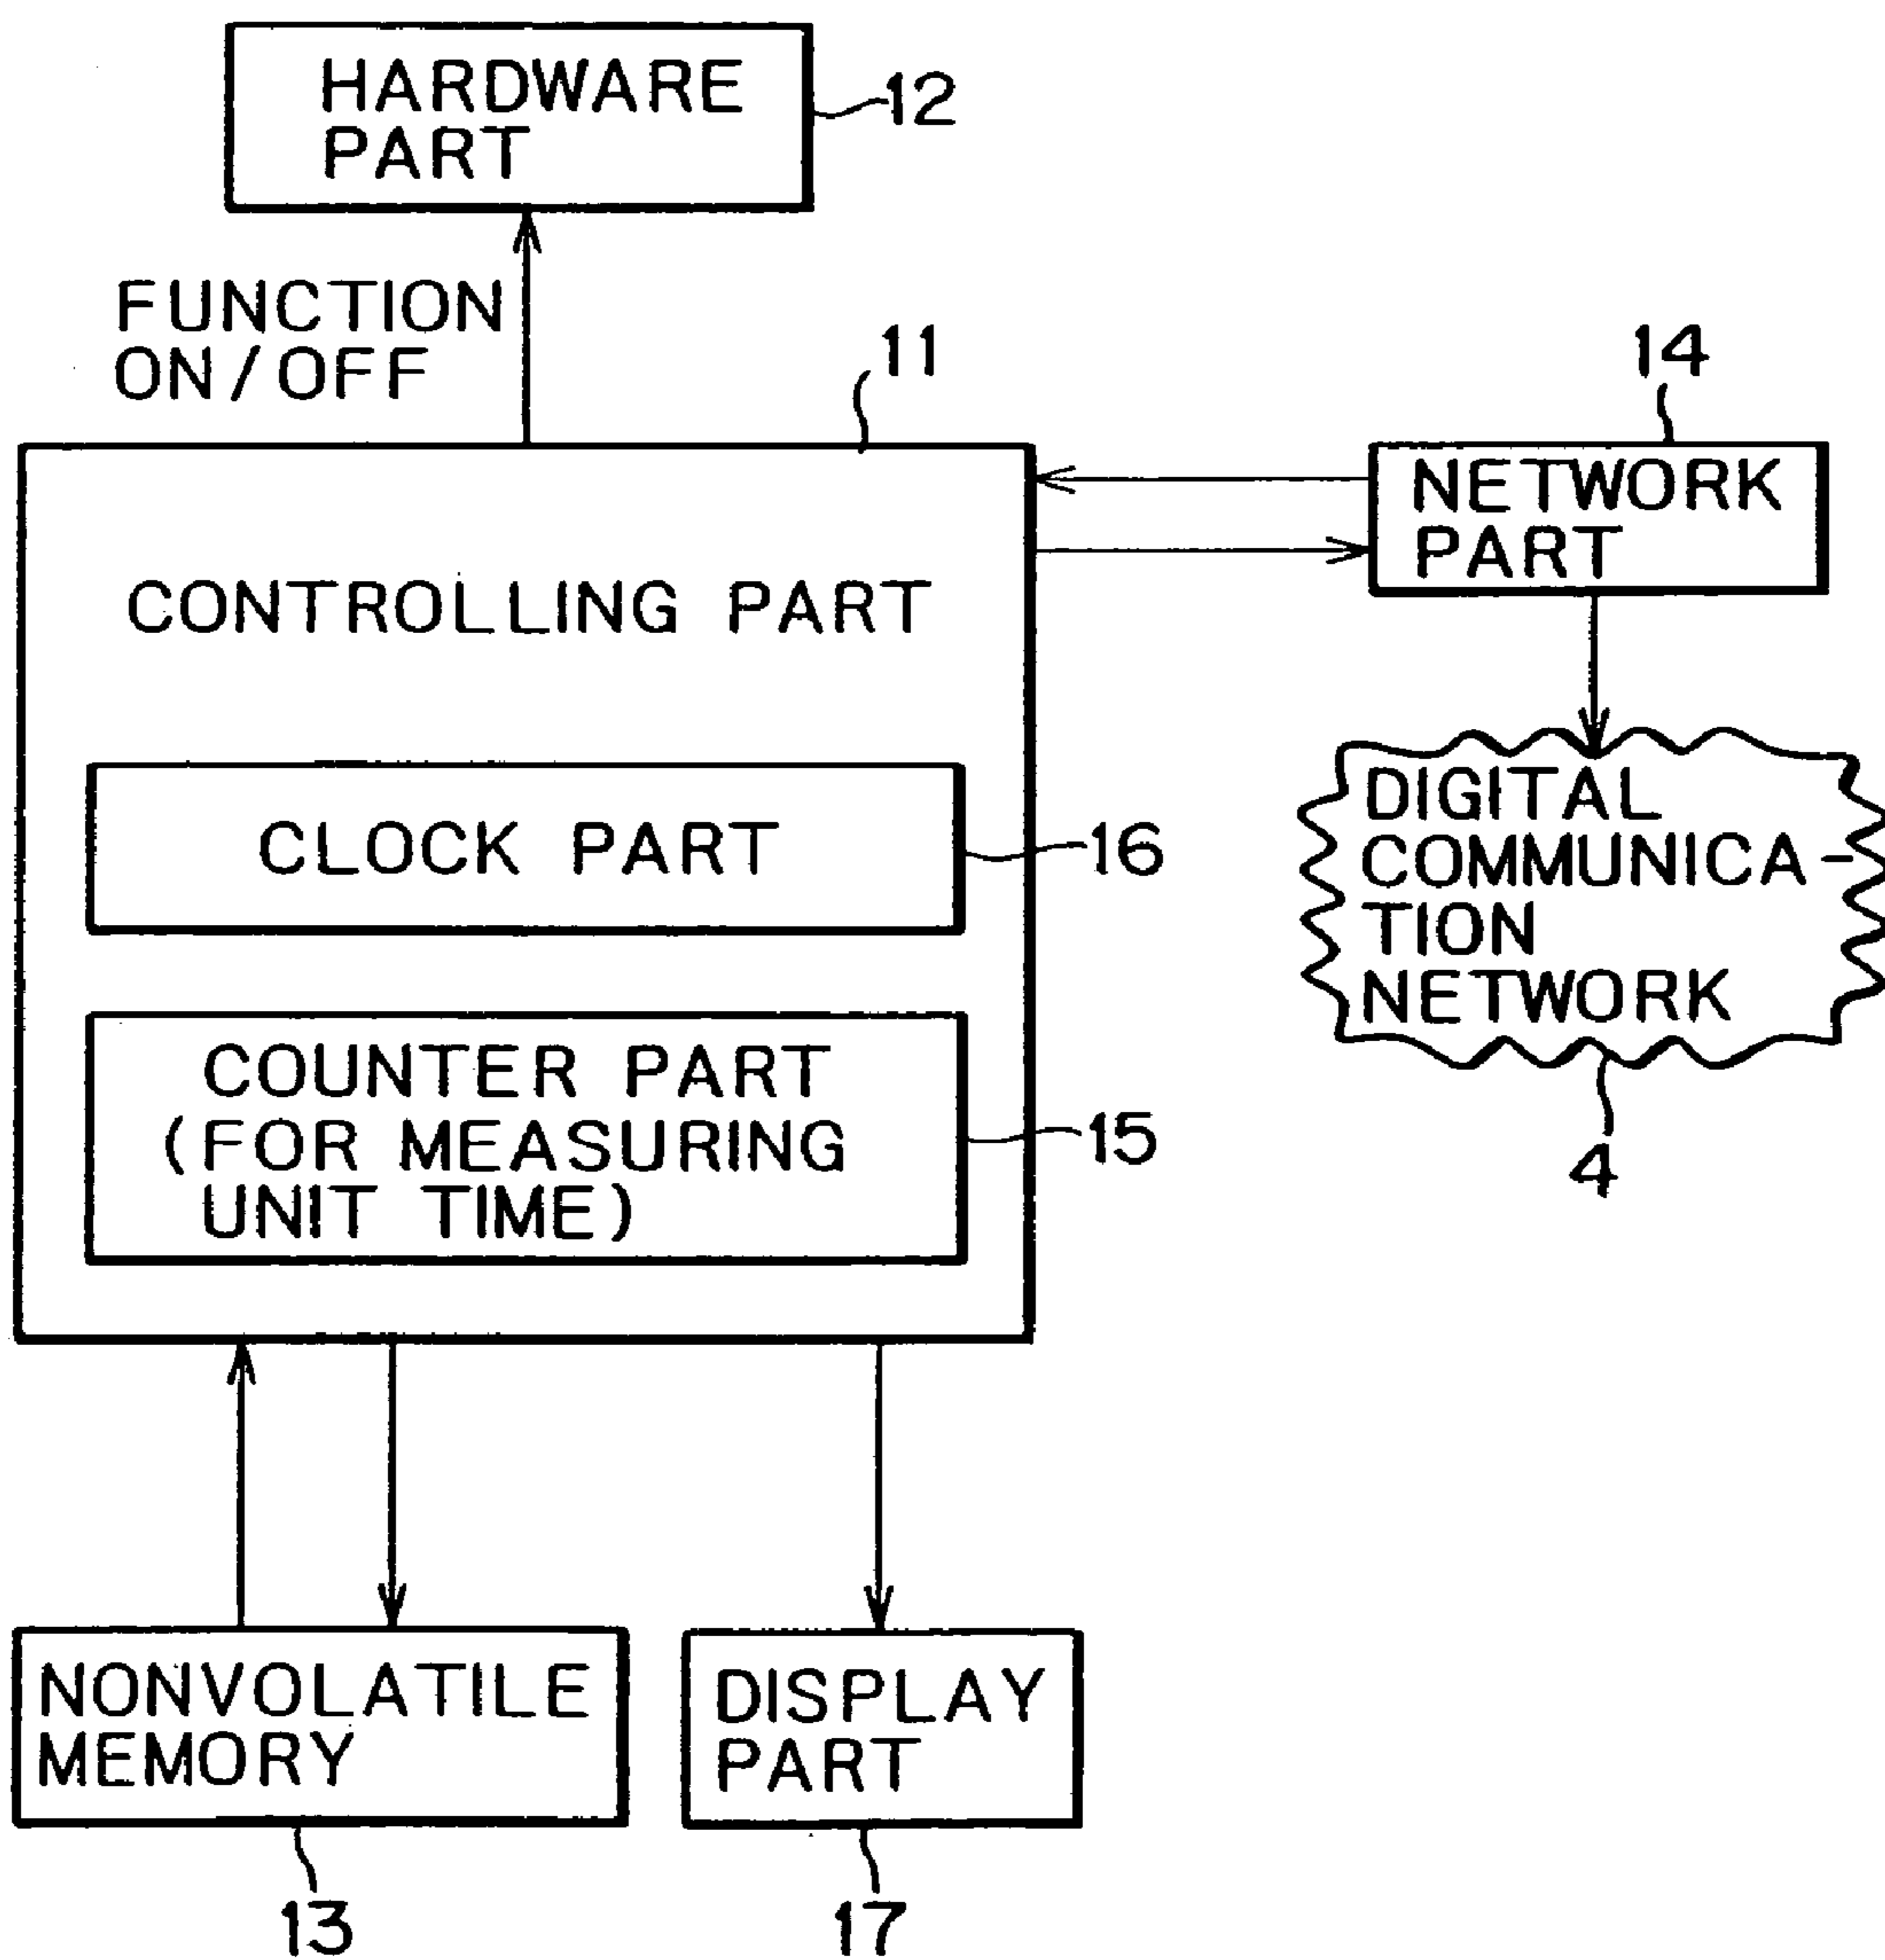 HARDWARE
PART
12
FUNCTION
ON/OFF
11
14
NETWORK
PART
CONTROLLING PART
DIGITAL
COMMUNICA-
TION
NETWORK
4
CLOCK PART
16
COUNTER PART
(FOR MEASURING
UNIT TIME)
15
NONVOLATILE
MEMORY
13
DISPLAY
PART
17